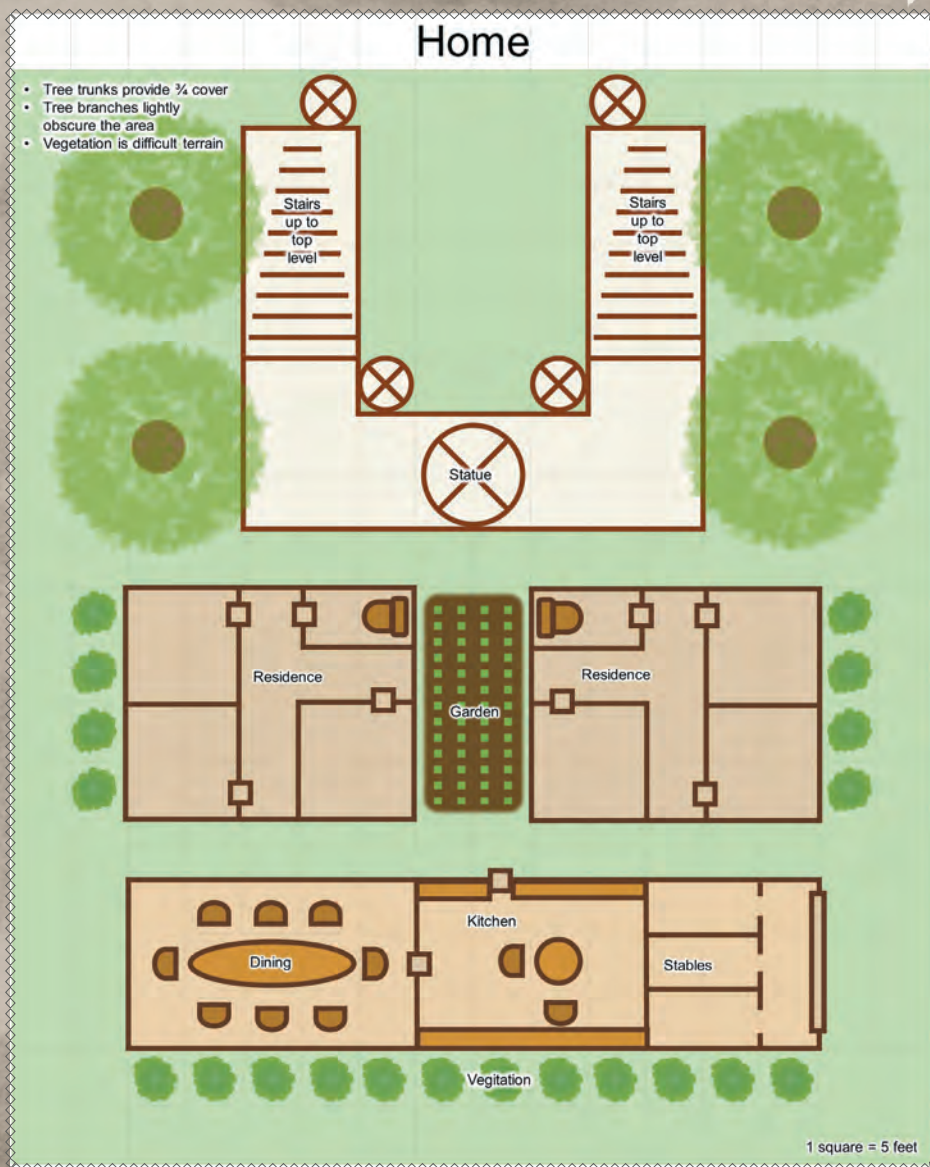 Home
• Tree trunks provide ¾ cover
• Tree branches lightly
obscure the area
• Vegetation is difficult terrain
Stairs
up to
top
level
Stairs
up to
top
level
Statue
Residence
Residence
Garden
Kitchen
Dining
Stables
Vegitation
1 square = 5 feet